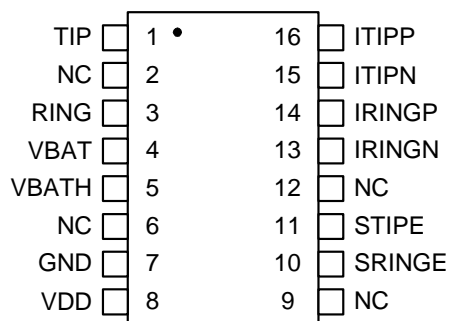 TIP 1 16 ITIPP
NC 2 15 ITIPN
RING 3 14 IRINGP
VBAT 4 13 IRINGN
VBATH 5 12 NC
NC 6 11 STIPE
GND 7 10 SRINGE
VDD 8 9 NC